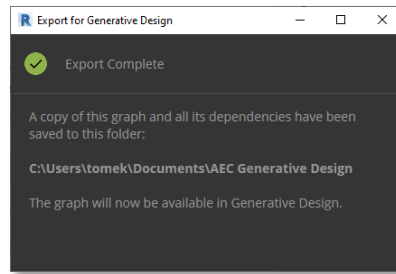 Export for Generative Design
Export Complete
A copy of this graph and all its dependencies have been
saved to this folder:
C:\Users\tomek\Documents\AEC Generative Design
The graph will now be available in Generative Design.